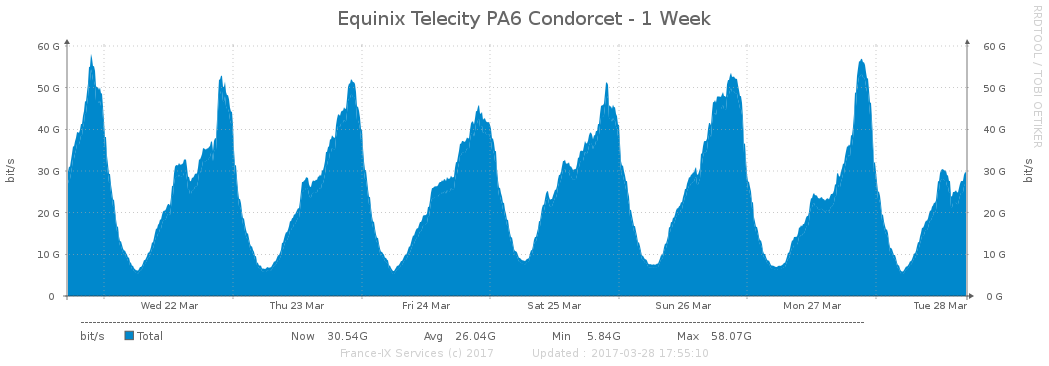 Equinix Telecity PA6 Condorcet - 1 Week
RRDTOOL / TOBI OETIKER
bit/s
60 G
50 G
40 G
30 G
20 G
10 G
0
60 G
50 G
40 G
30 G
20 G
10 G
0 G
bit/s
Wed 22 Mar Thu 23 Mar Fri 24 Mar Sat 25 Mar Sun 26 Mar Mon 27 Mar Tue 28 Mar
bit/s Total Now 30.54G Avg 26.04G Min 5.84G Max 58.07G
France-IX Services (c) 2017 Updated : 2017-03-28 17:55:10